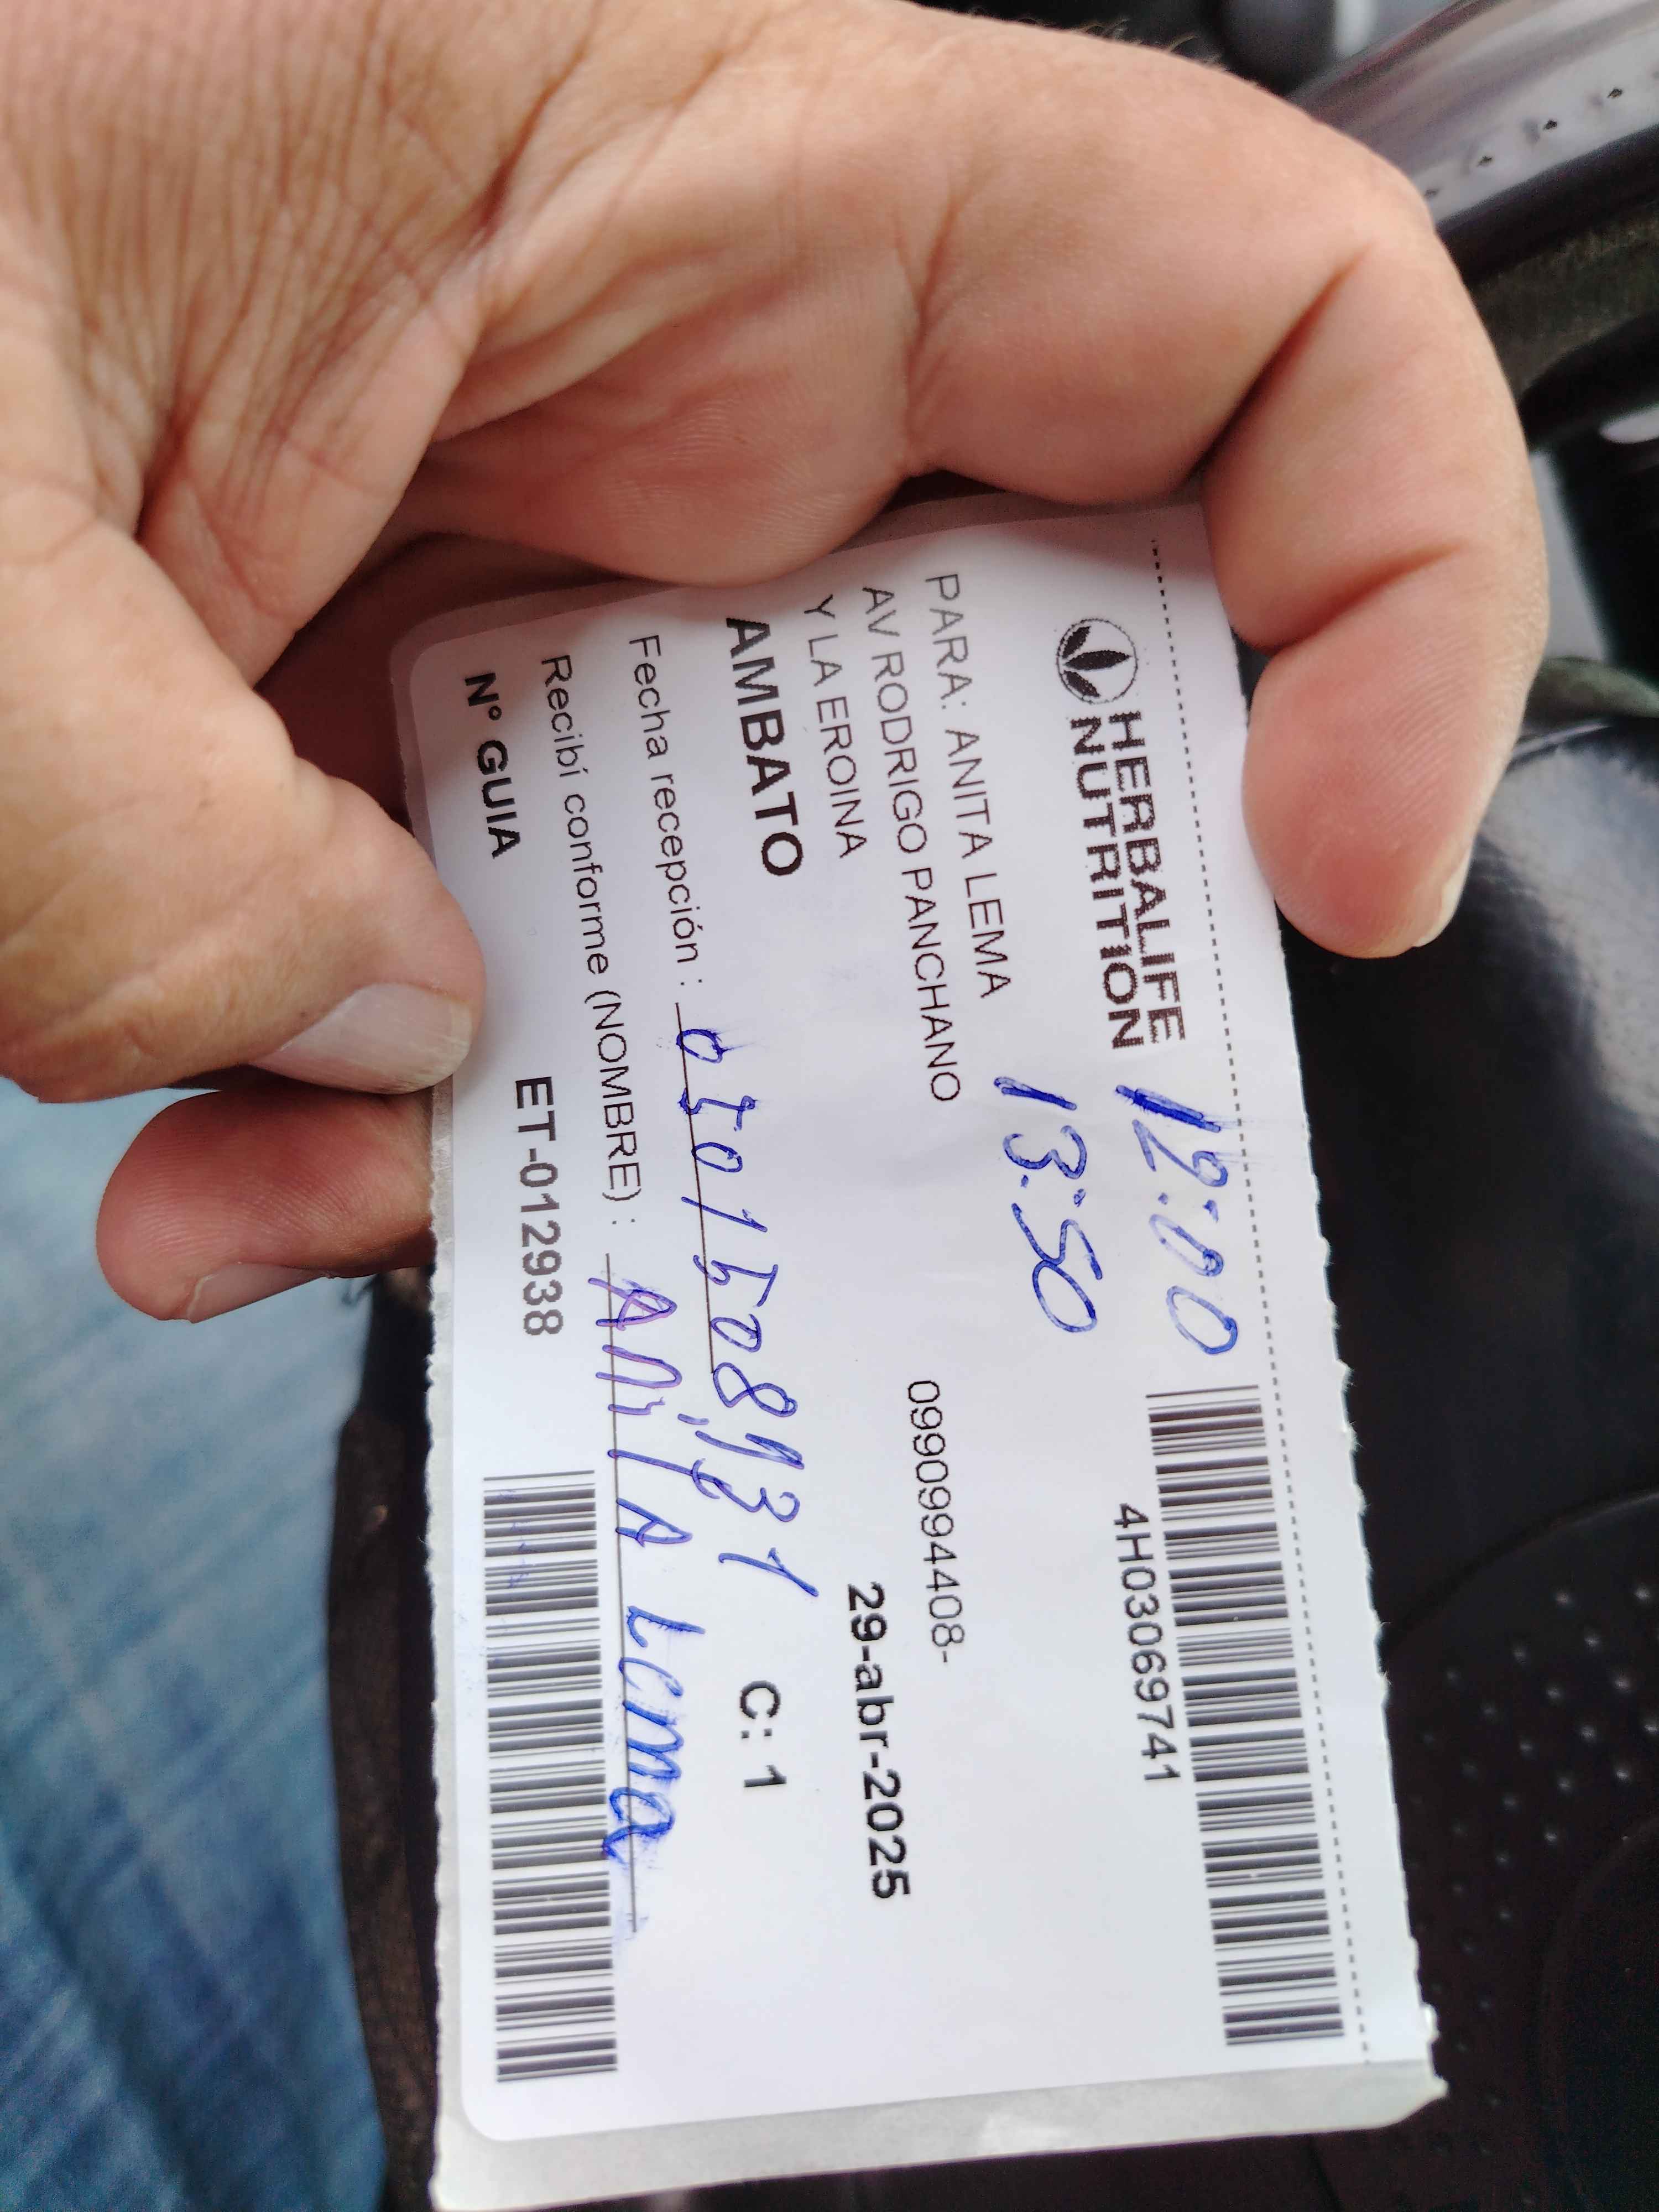 HERBALIFE
NUTRITION
12:00
4H03069741
PARA: ANITA LEMA
13:50
AV RODRIGO PANCHANO
0990994408-
Y LA EROINA
29-abr-2025
AMBATO
C: 1
Fecha recepción :
Recibí conforme (NOMBRE) : ANiTA Lema
N° GUIA ET-012938